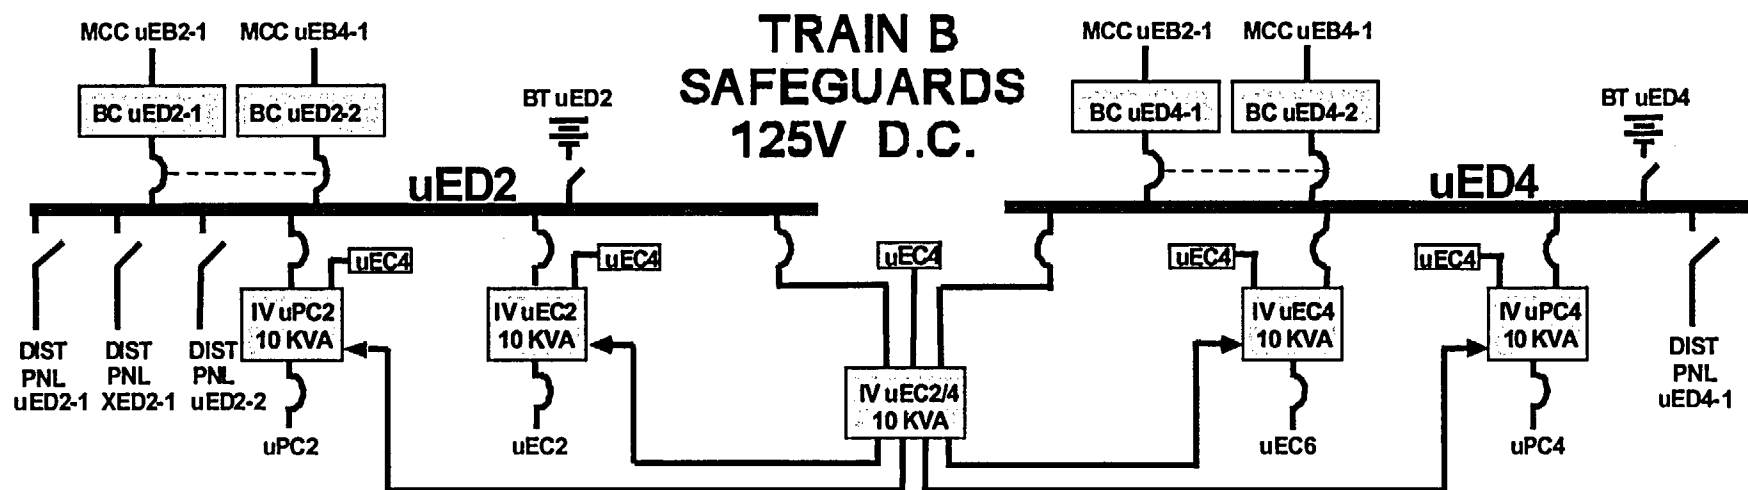 TRAIN B
SAFEGUARDS
125V D.C.
MCC uEB2-1
MCC uEB4-1
BC uED2-1
BC uED2-2
BT uED2
uED2
MCC uEB2-1
MCC uEB4-1
BC uED4-1
BC uED4-2
BT uED4
uED4
uEC4
uEC4
uEC4
uEC4
uEC4
IV uPC2
10 KVA
IV uEC2
10 KVA
IV uEC4
10 KVA
IV uPC4
10 KVA
DIST
PNL
uED2-1
DIST
PNL
XED2-1
DIST
PNL
uED2-2
IV uEC2/4
10 KVA
DIST
PNL
uED4-1
uPC2
uEC2
uEC6
uPC4